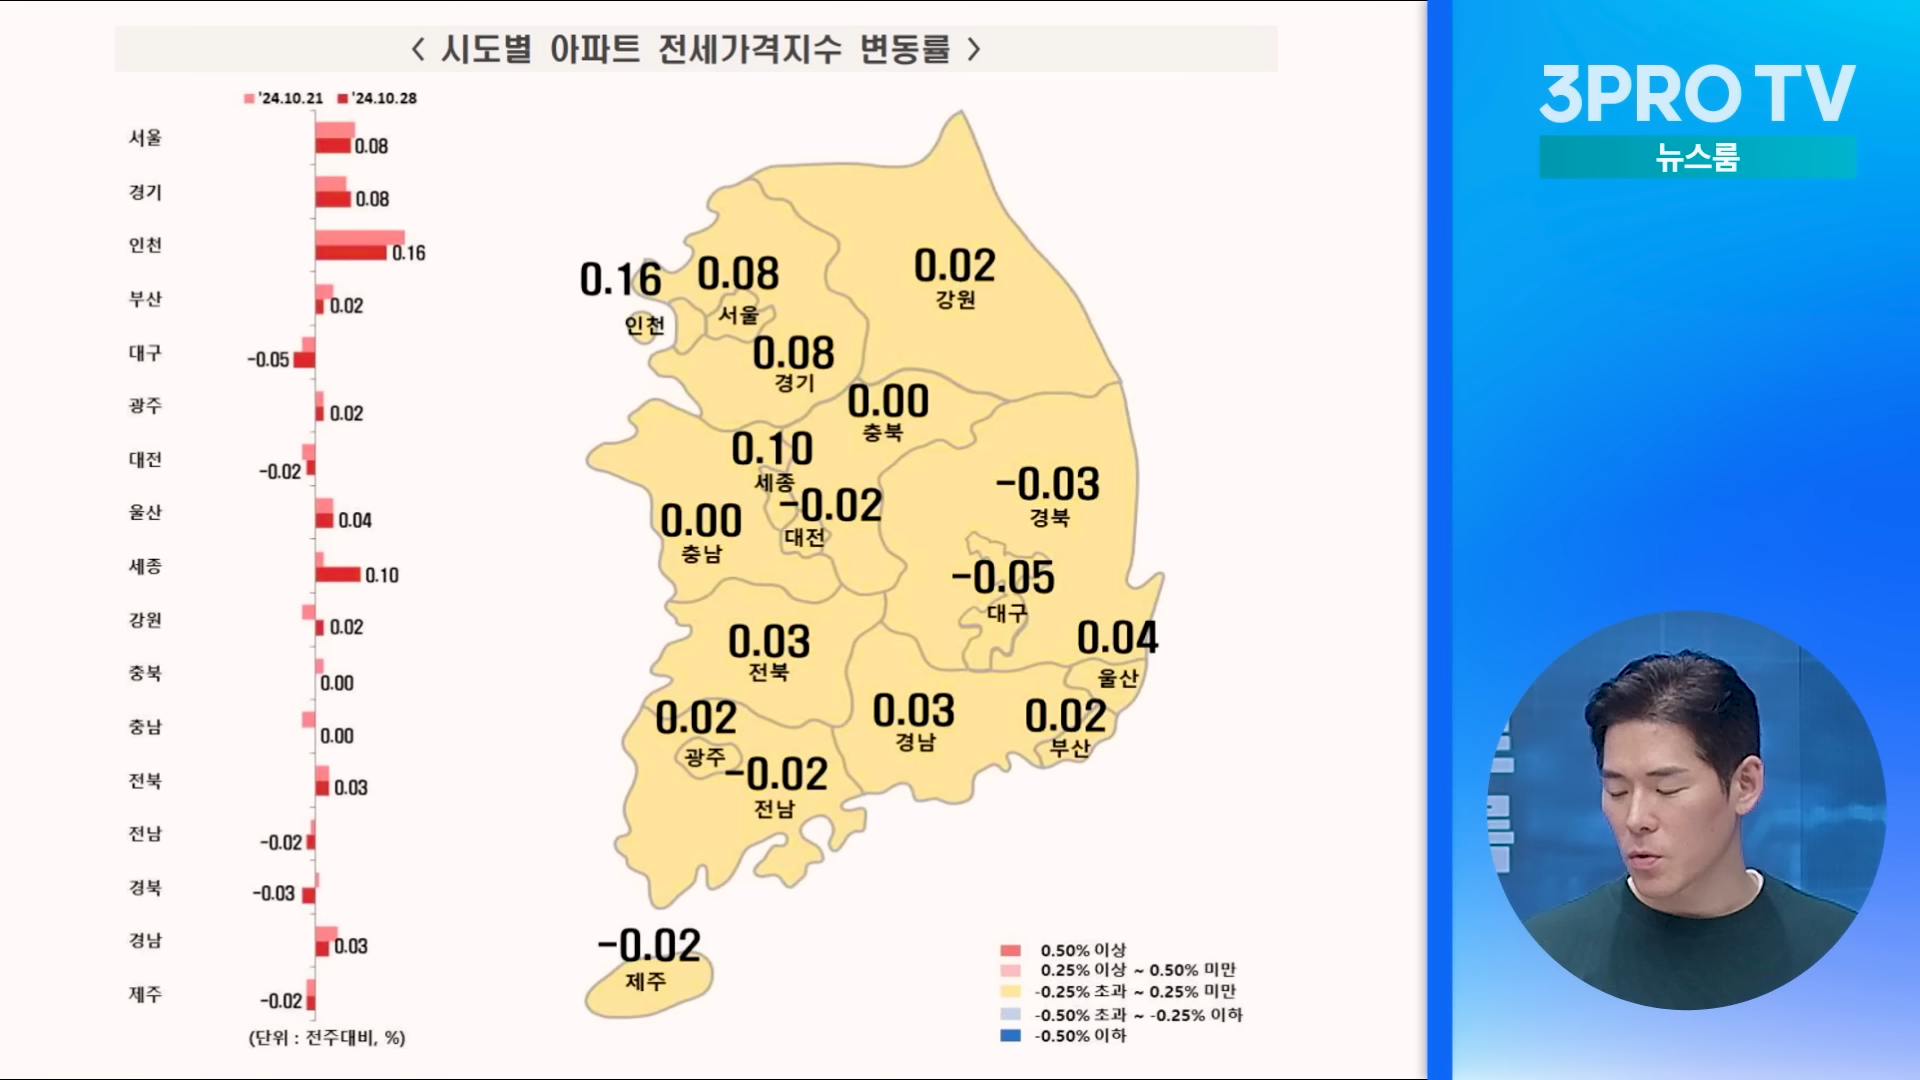 < 시도별 아파트 전세가격지수 변동률 >
'24.10.21 '24.10.28
서울 0.08
경기 0.08
인천 0.16
부산 0.02
대구 -0.05
광주 0.02
대전 -0.02
울산 0.04
세종 0.10
강원 0.02
충북 0.00
충남 0.00
전북 0.03
전남 -0.02
경북 -0.03
경남 0.03
제주 -0.02
(단위 : 전주대비, %)
0.16
인천
0.08
서울
0.02
강원
0.08
경기
0.00
충북
0.10
세종
-0.02
대전
0.00
충남
-0.03
경북
-0.05
대구
0.04
울산
0.03
전북
0.02
광주
-0.02
전남
0.03
경남
0.02
부산
-0.02
제주
0.50% 이상
0.25% 이상 ~ 0.50% 미만
-0.25% 초과 ~ 0.25% 미만
-0.50% 초과 ~ -0.25% 이하
-0.50% 이하
3PRO TV
뉴스룸